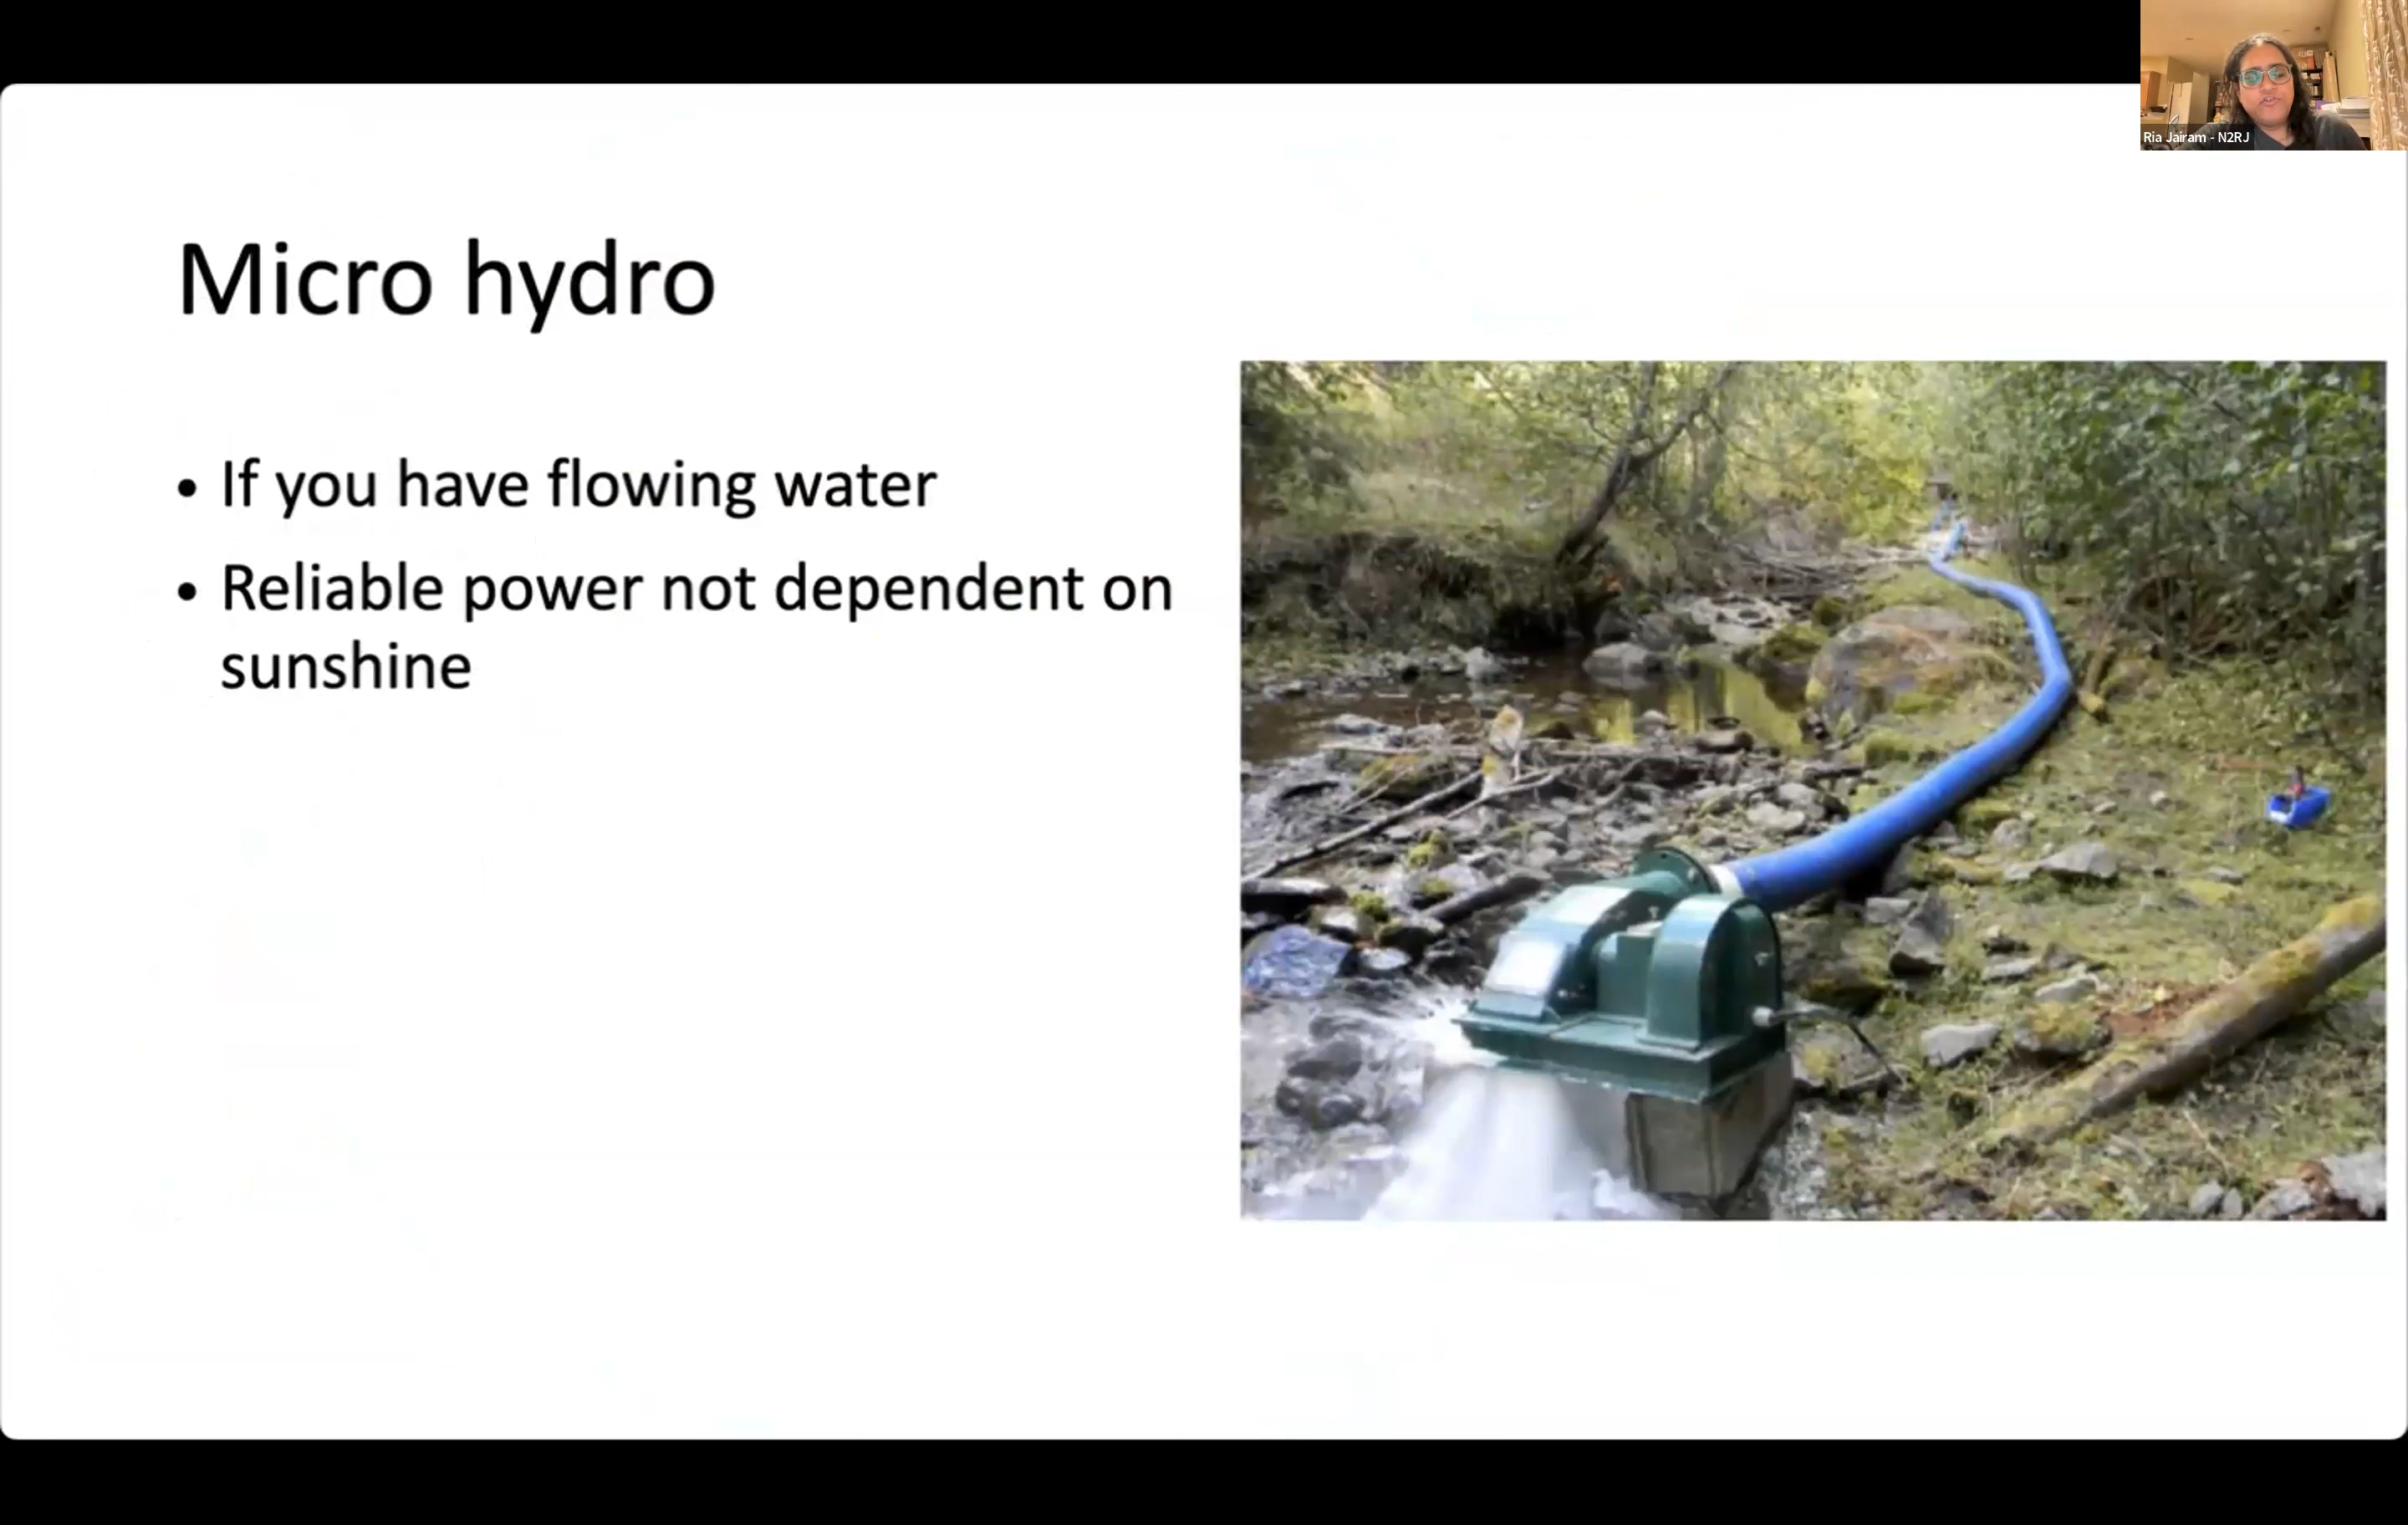 Ria Jairam - N2RJ
Micro hydro
• If you have flowing water
• Reliable power not dependent on
sunshine